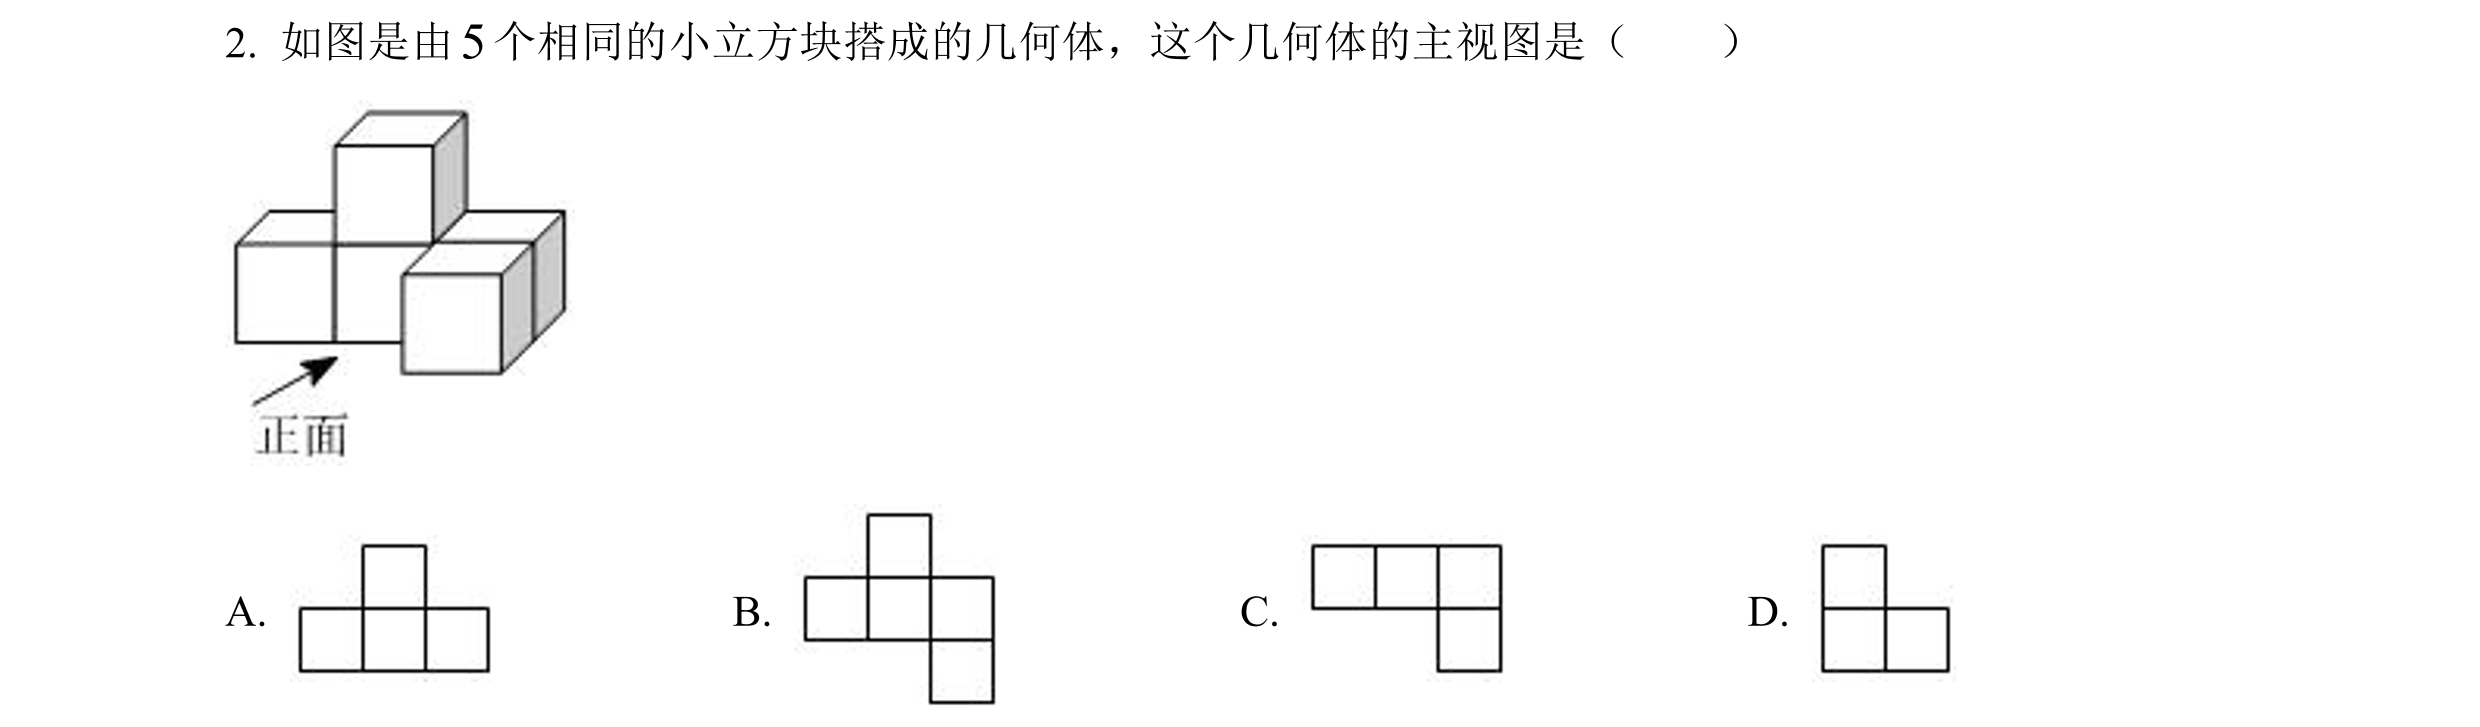 2. 如图是由5个相同的小立方块搭成的几何体，这个几何体的主视图是（　　）
正面
A. B. C. D.